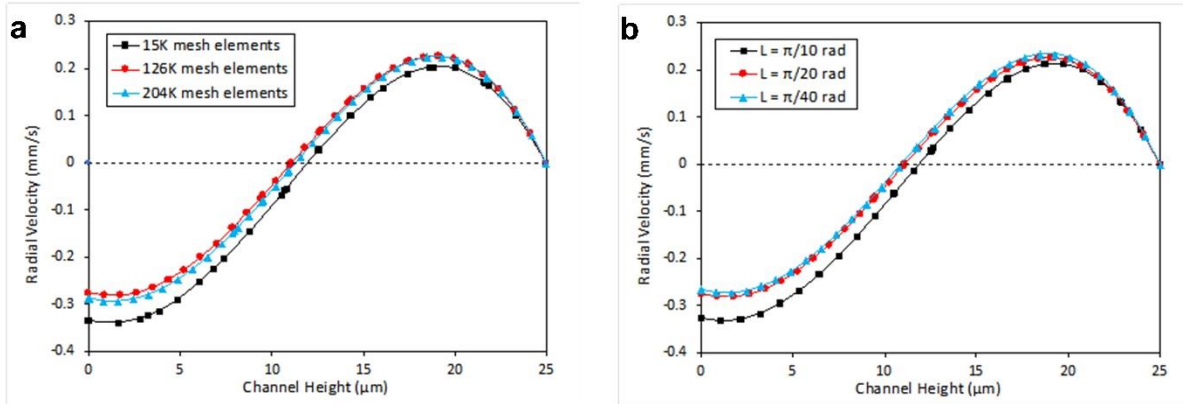 a
0.3
0.2
0.1
0
-0.1
-0.2
-0.3
-0.4
Radial Velocity (mm/s)
15K mesh elements
126K mesh elements
204K mesh elements
0 5 10 15 20 25
Channel Height (μm)
b
0.3
0.2
0.1
0
-0.1
-0.2
-0.3
-0.4
Radial Velocity (mm/s)
L = π/10 rad
L = π/20 rad
L = π/40 rad
0 5 10 15 20 25
Channel Height (μm)